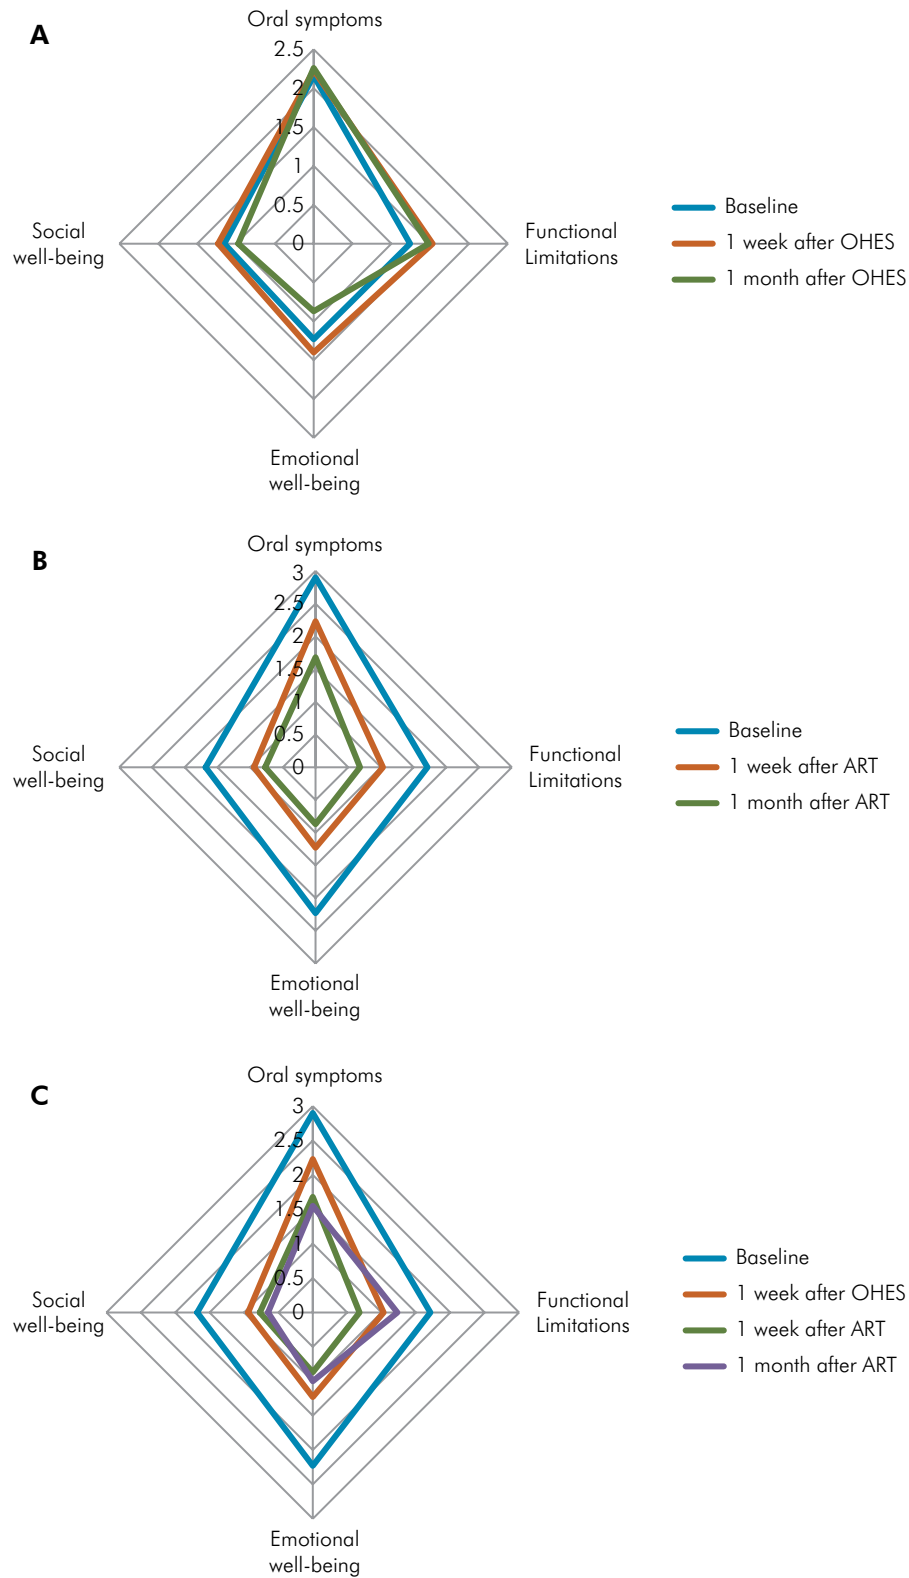 A
Oral symptoms
2.5
2
1.5
1
0.5
0
Social
well-being
Functional
Limitations
Emotional
well-being
Baseline
1 week after OHES
1 month after OHES
B
Oral symptoms
3
2.5
2
1.5
1
0.5
0
Social
well-being
Functional
Limitations
Emotional
well-being
Baseline
1 week after ART
1 month after ART
C
Oral symptoms
3
2.5
2
1.5
1
0.5
0
Social
well-being
Functional
Limitations
Emotional
well-being
Baseline
1 week after OHES
1 week after ART
1 month after ART